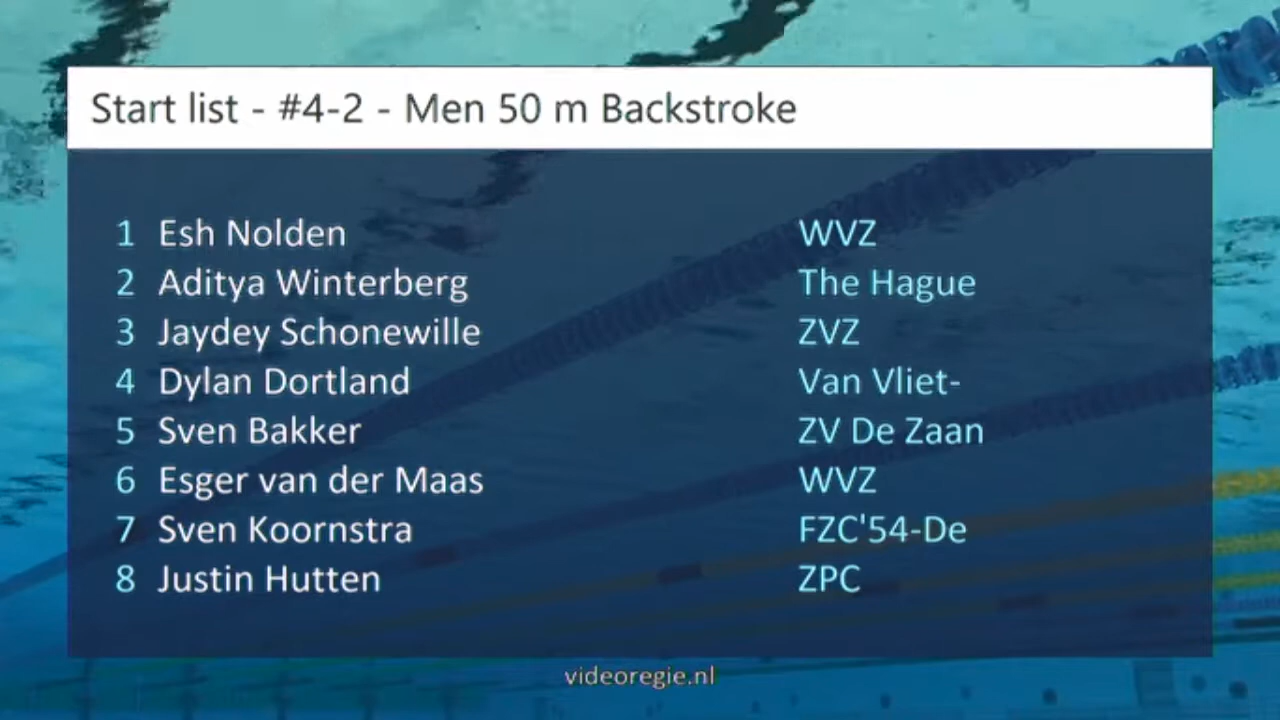 Start list - #4-2 - Men 50 m Backstroke
1 Esh Nolden WVZ
2 Aditya Winterberg The Hague
3 Jaydey Schonewille ZVZ
4 Dylan Dortland Van Vliet-
5 Sven Bakker ZV De Zaan
6 Esger van der Maas WVZ
7 Sven Koornstra FZC'54-De
8 Justin Hutten ZPC
videoregie.nl